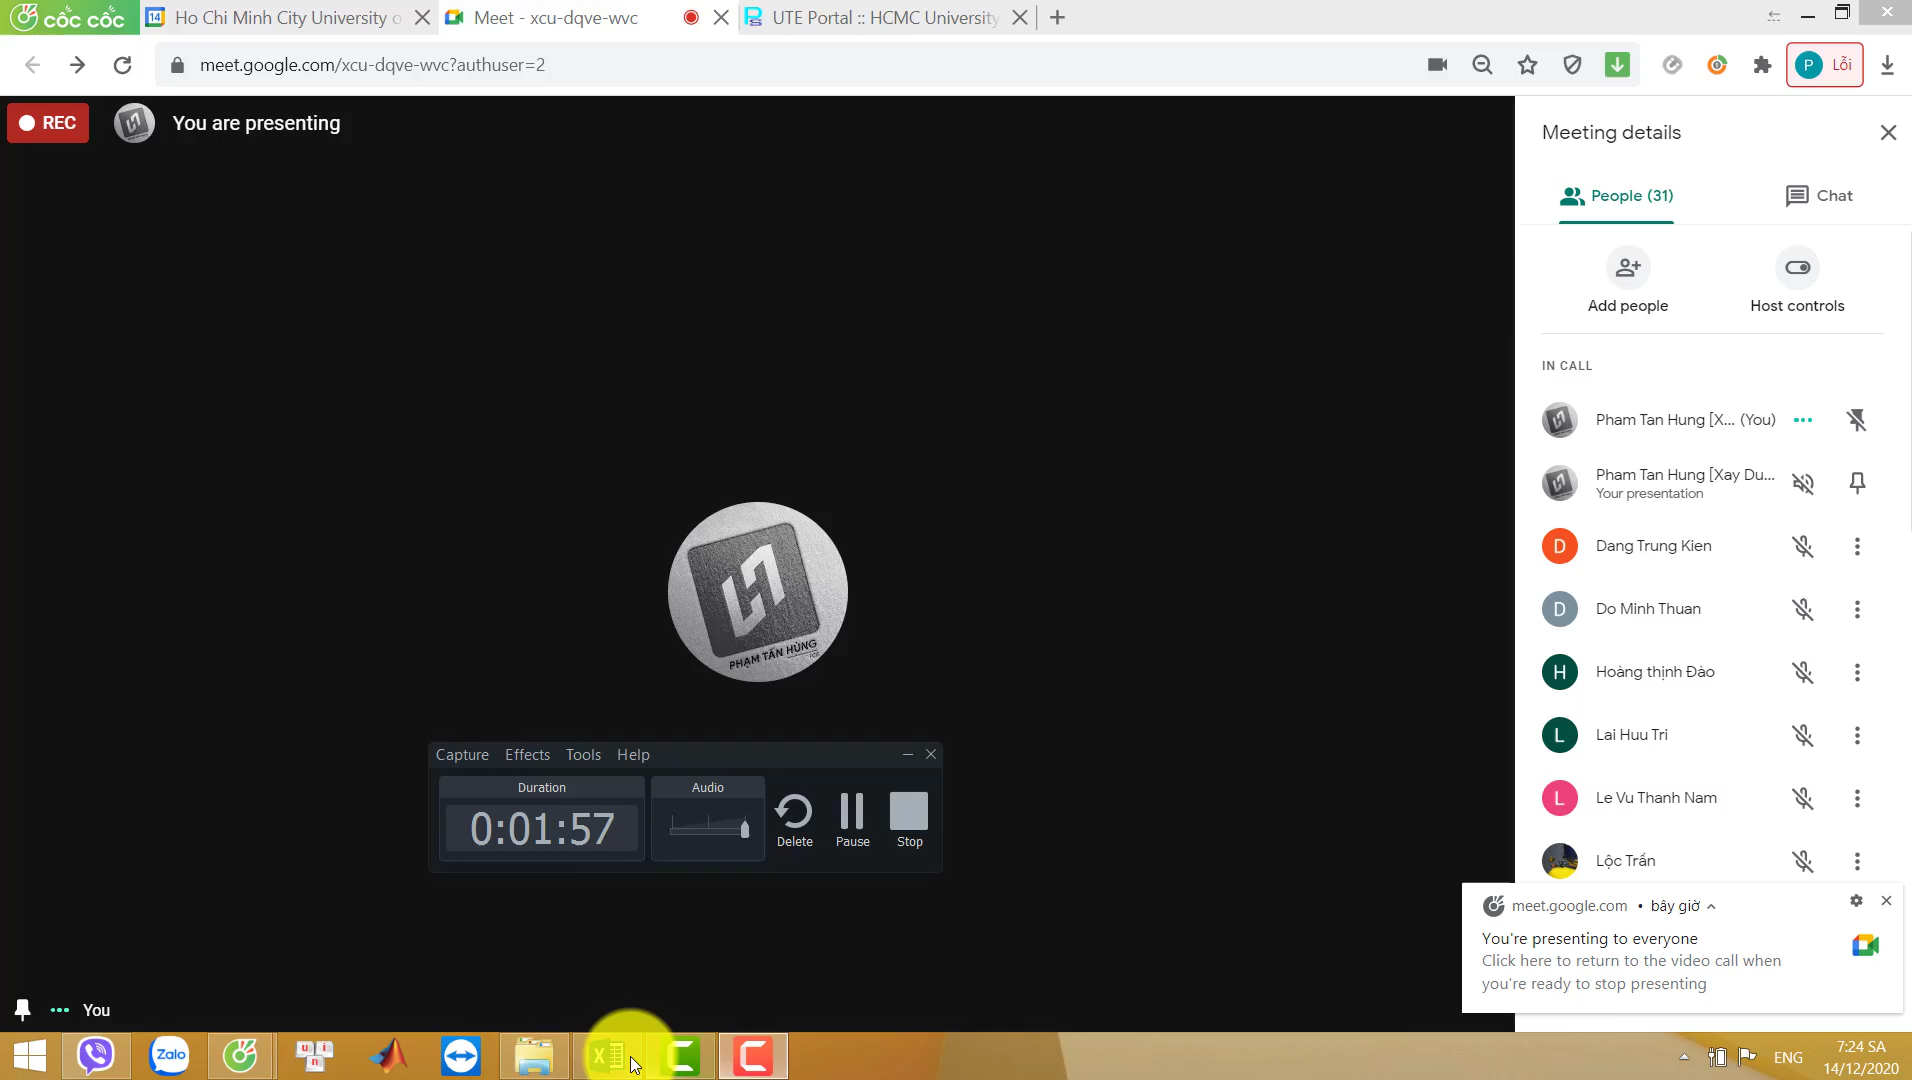 cốc cốc
14
Ho Chi Minh City University o
Meet - xcu-dqve-wvc
UTE Portal :: HCMC University
meet.google.com/xcu-dqve-wvc?authuser=2
P Lỗi
REC
You are presenting
Meeting details
People (31)
Chat
Add people
Host controls
IN CALL
Pham Tan Hung [X... (You)
Pham Tan Hung [Xay Du...
Your presentation
D Dang Trung Kien
D Do Minh Thuan
H Hoàng thịnh Đào
L Lai Huu Tri
L Le Vu Thanh Nam
Lộc Trần
PHẠM TẤN HÙNG
Capture Effects Tools Help
Duration
Audio
0:01:57
Delete
Pause
Stop
meet.google.com • bây giờ
You're presenting to everyone
Click here to return to the video call when
you're ready to stop presenting
You
Zalo
u n i n
X
ENG
7:24 SA
14/12/2020